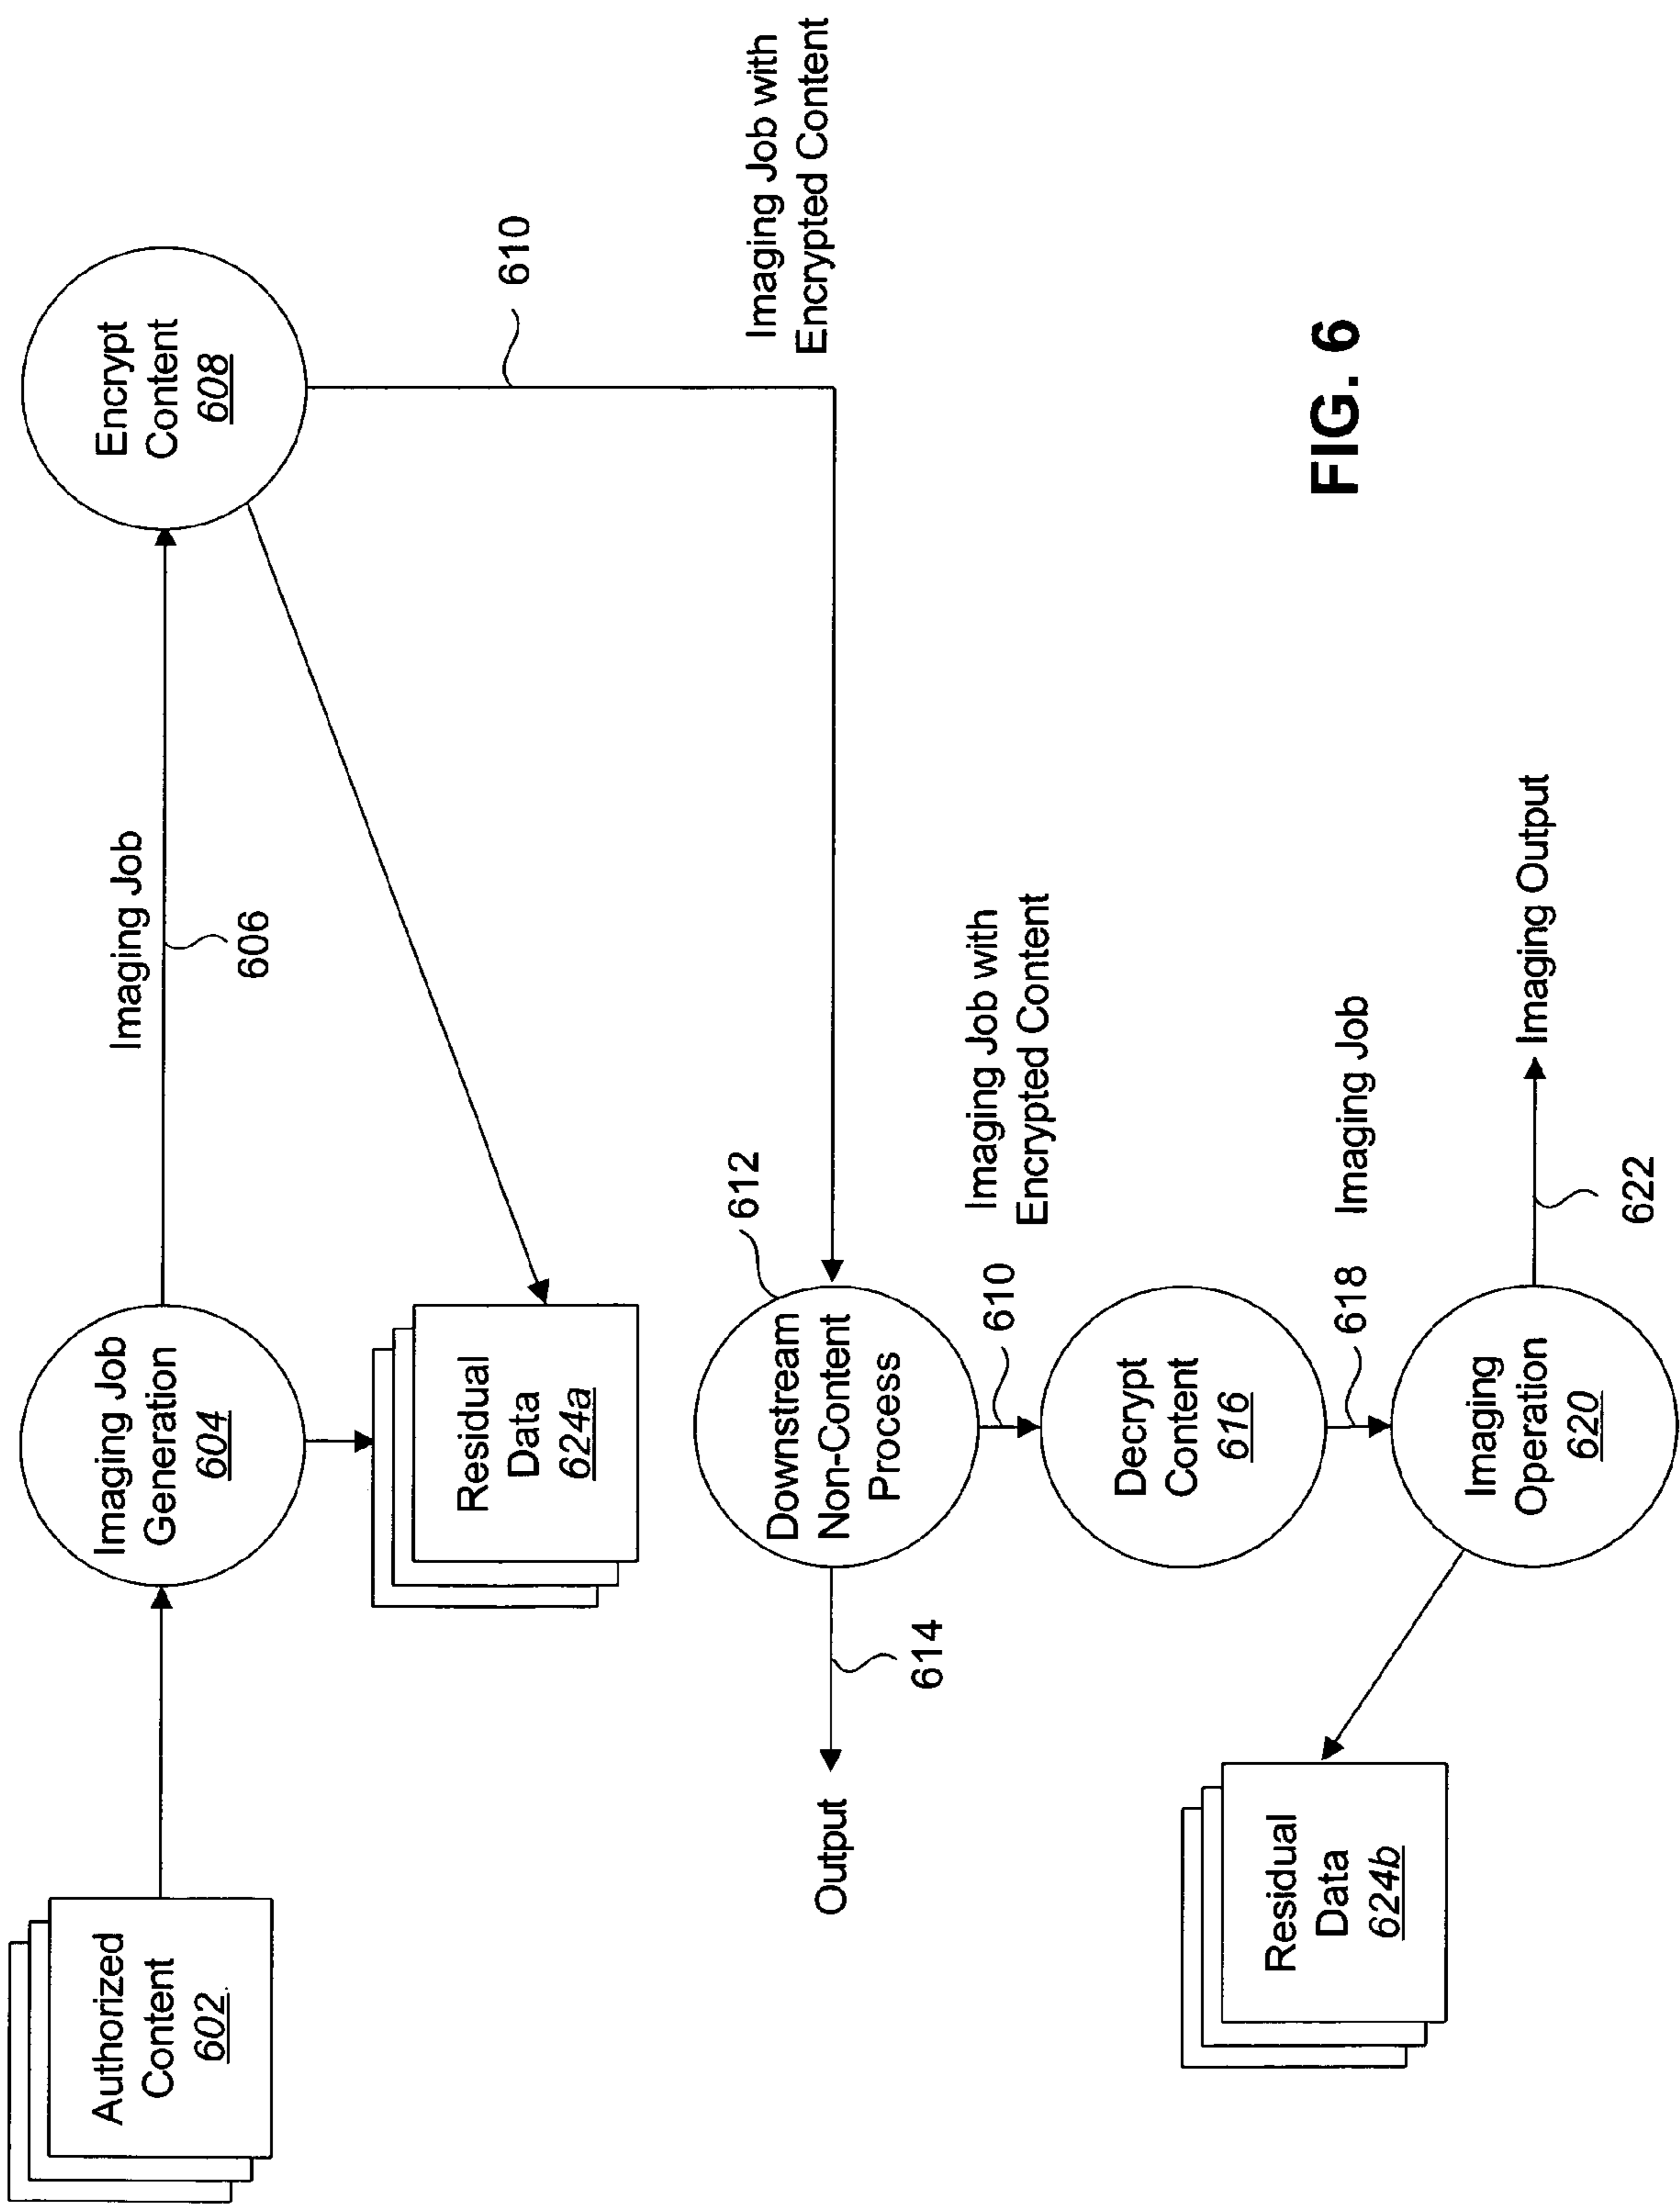 Authorized
Content
602
Imaging Job
Generation
604
Imaging Job
606
Encrypt
Content
608
Residual
Data
624a
610
Imaging Job with
Encrypted Content
612
Downstream
Non-Content
Process
Output
614
610
Imaging Job with
Encrypted Content
Decrypt
Content
616
618
Imaging Job
Residual
Data
624b
Imaging
Operation
620
622
Imaging Output
FIG. 6